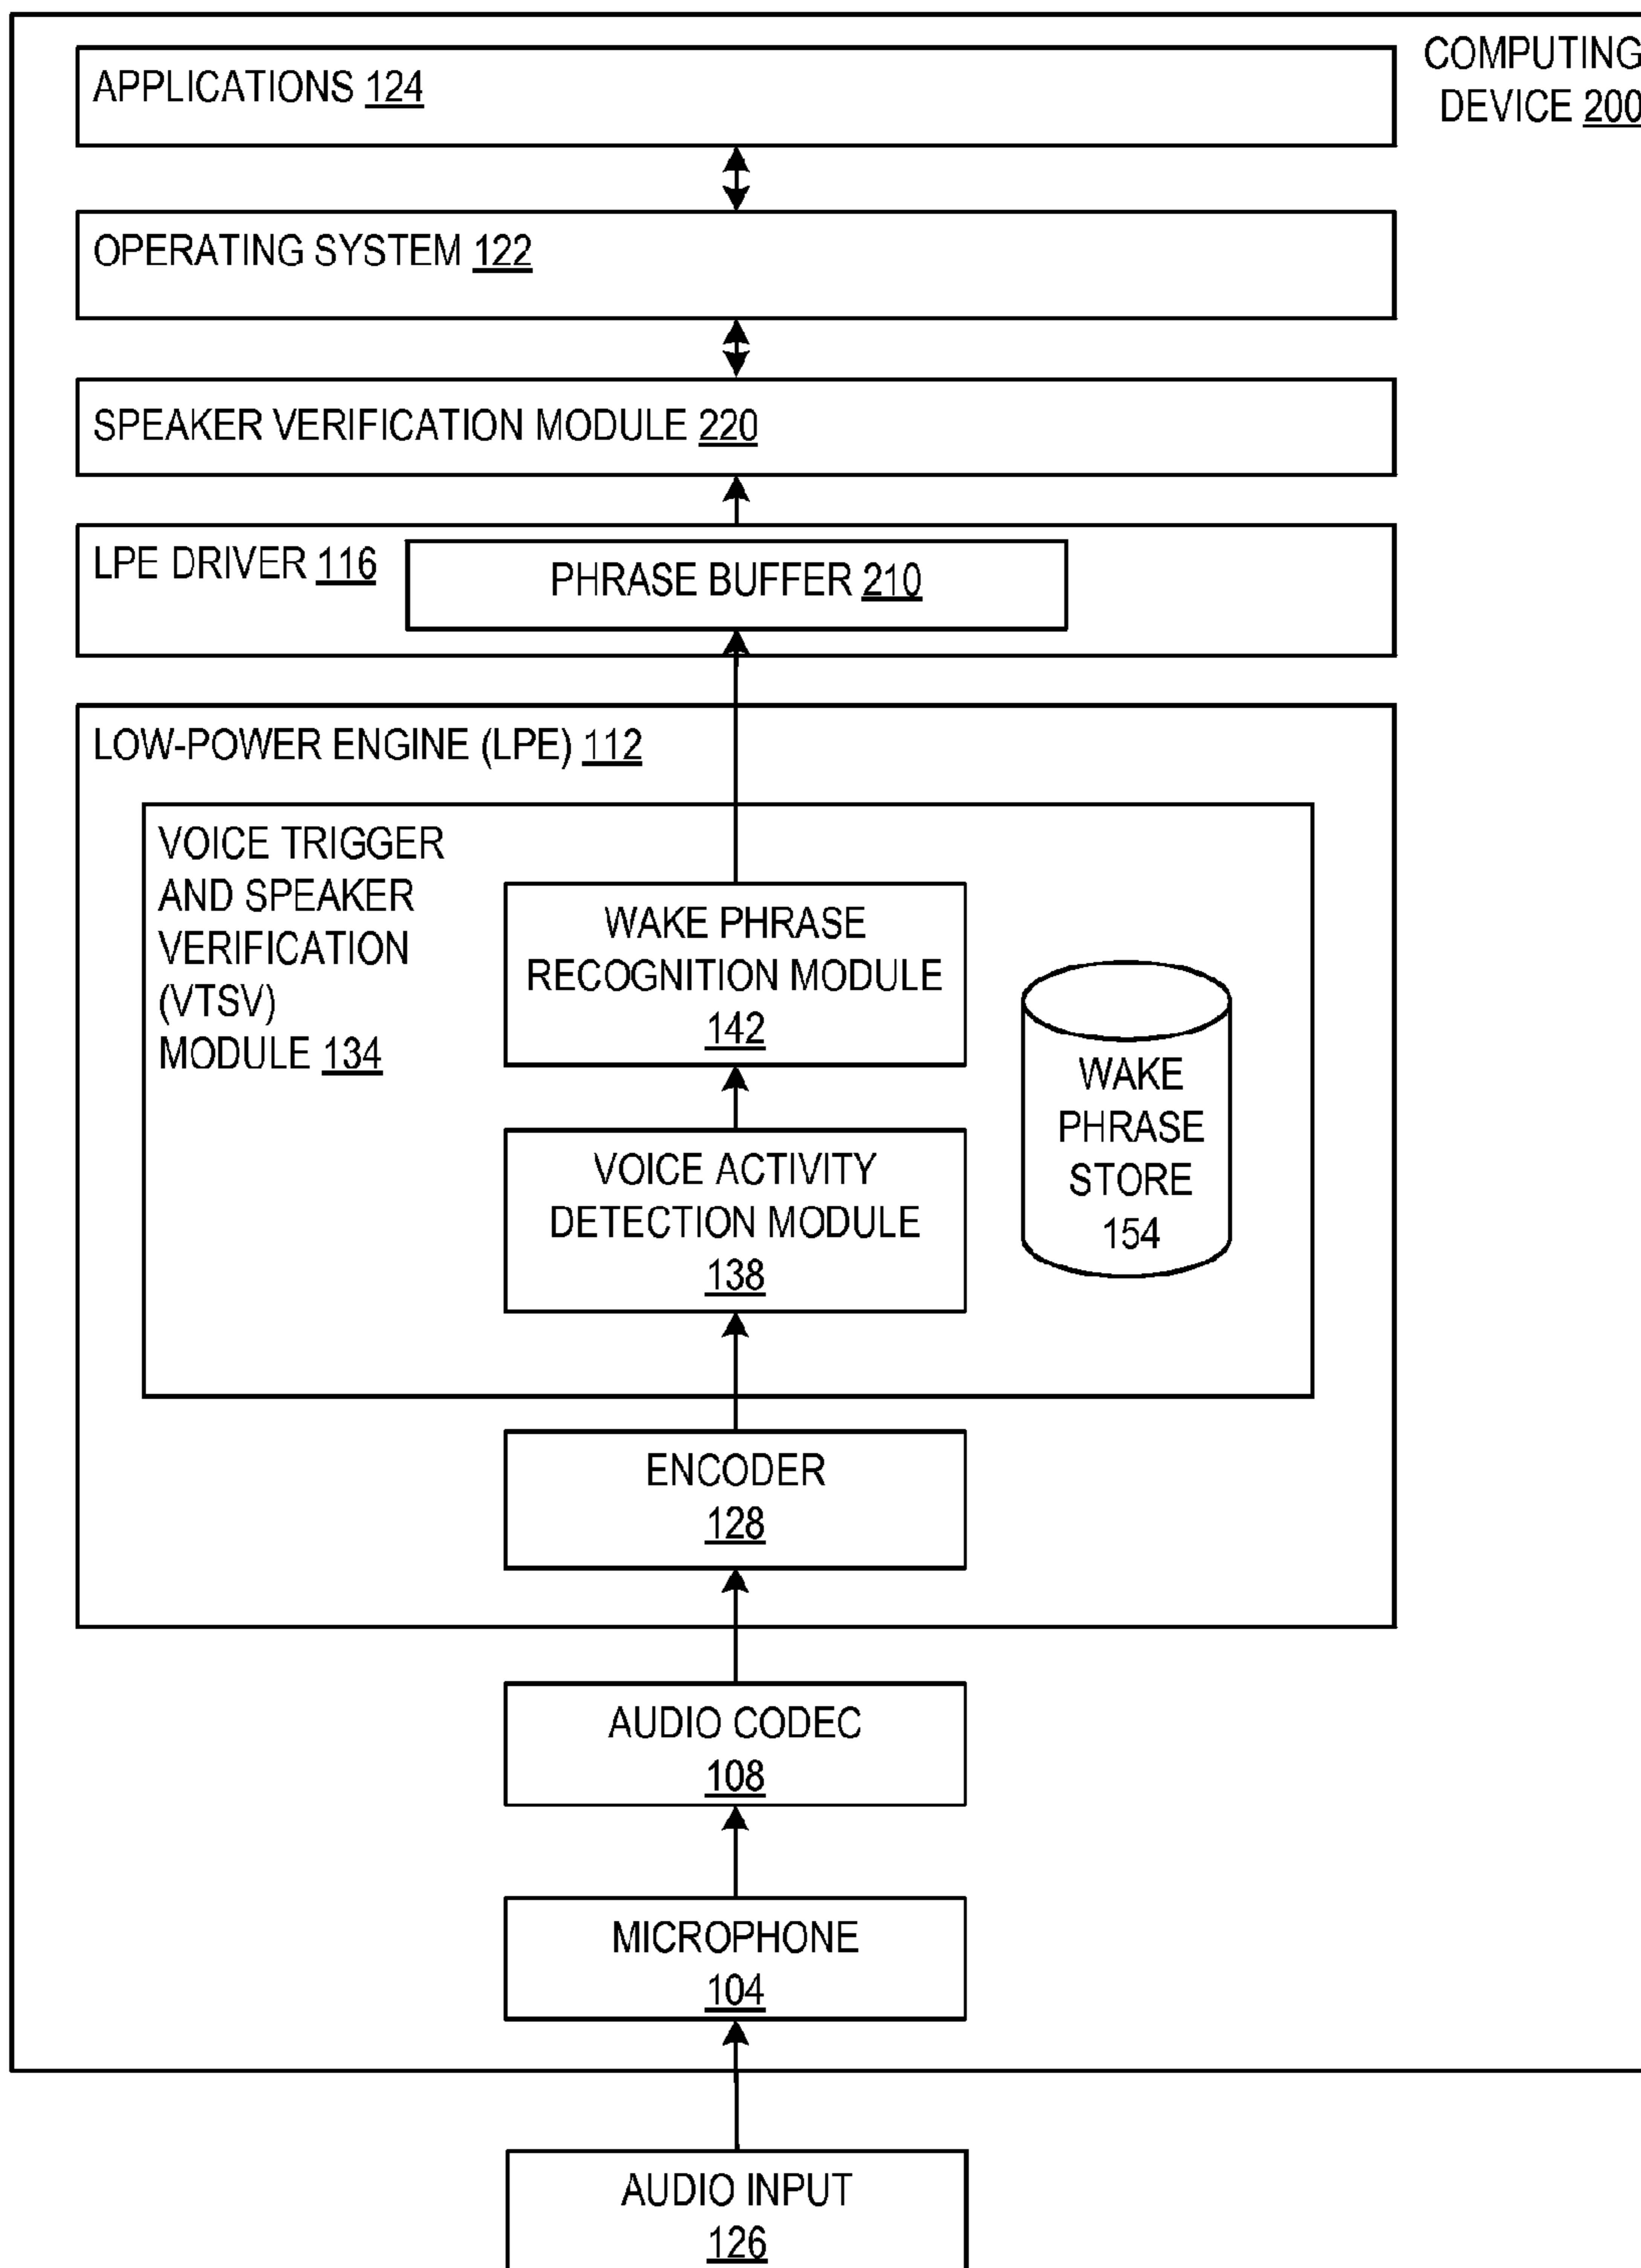 COMPUTING
DEVICE 200
APPLICATIONS 124
OPERATING SYSTEM 122
SPEAKER VERIFICATION MODULE 220
LPE DRIVER 116
PHRASE BUFFER 210
LOW-POWER ENGINE (LPE) 112
VOICE TRIGGER
AND SPEAKER
VERIFICATION
(VTSV)
MODULE 134
WAKE PHRASE
RECOGNITION MODULE
142
VOICE ACTIVITY
DETECTION MODULE
138
WAKE
PHRASE
STORE
154
ENCODER
128
AUDIO CODEC
108
MICROPHONE
104
AUDIO INPUT
126